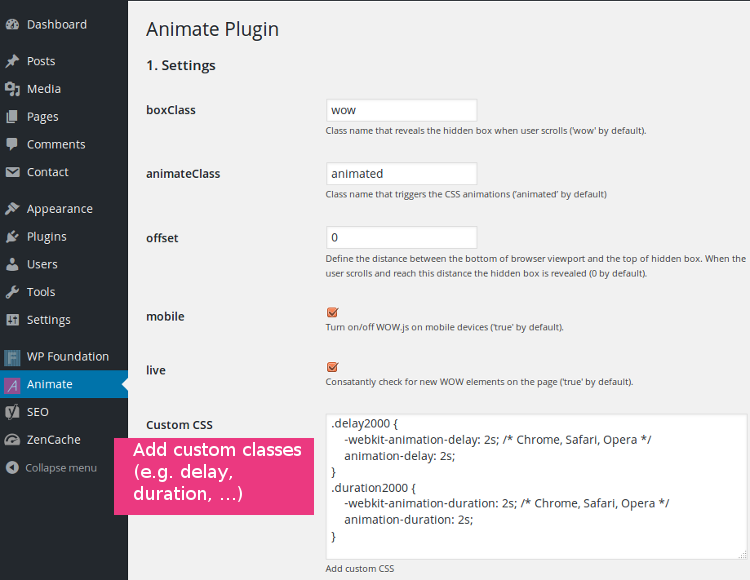 Dashboard
Posts
Media
Pages
Comments
Contact
Appearance
Plugins
Users
Tools
Settings
WP Foundation
Animate
SEO
ZenCache
Collapse menu
Animate Plugin
1. Settings
boxClass
wow
Class name that reveals the hidden box when user scrolls ('wow' by default).
animateClass
animated
Class name that triggers the CSS animations ('animated' by default)
offset
0
Define the distance between the bottom of browser viewport and the top of hidden box. When the
user scrolls and reach this distance the hidden box is revealed (0 by default).
mobile
Turn on/off WOW.js on mobile devices ('true' by default).
live
Consatantly check for new WOW elements on the page ('true' by default).
Custom CSS
.delay2000 {
-webkit-animation-delay: 2s; /* Chrome, Safari, Opera */
animation-delay: 2s;
}
.duration2000 {
-webkit-animation-duration: 2s; /* Chrome, Safari, Opera */
animation-duration: 2s;
}
Add custom CSS
Add custom classes
(e.g. delay,
duration, ...)